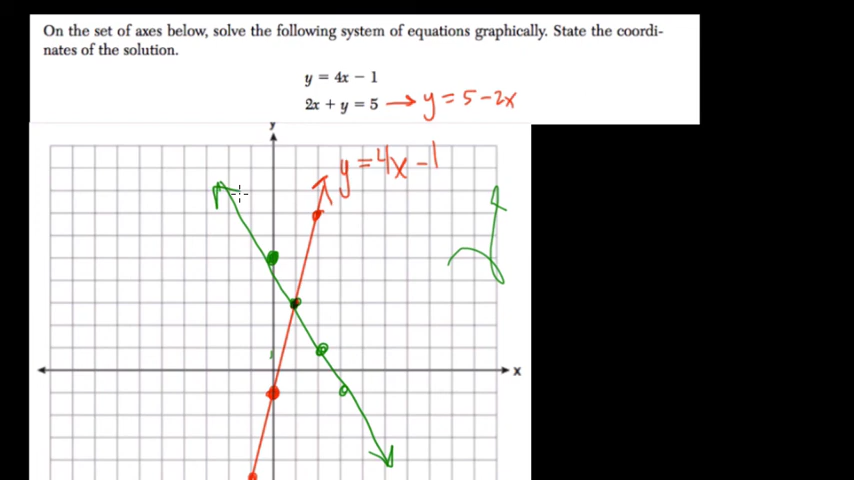 On the set of axes below, solve the following system of equations graphically. State the coordi-
nates of the solution.
y = 4x − 1
2x + y = 5 → y = 5 - 2x
y
y = 4x - 1
x